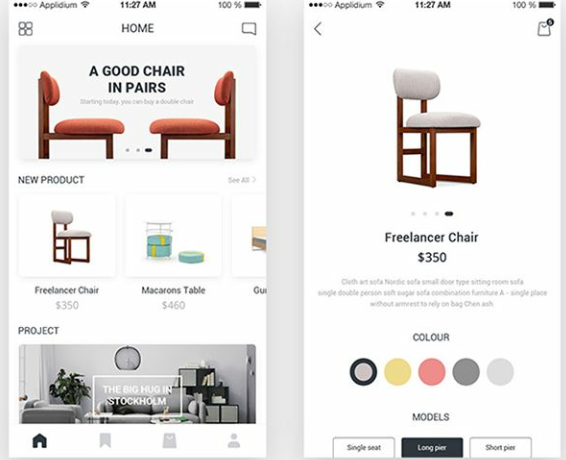 Applidium
11:27 AM
100 %
HOME
A GOOD CHAIR
IN PAIRS
Starting today, you can buy a double chair
NEW PRODUCT
See All
Freelancer Chair
$350
Macarons Table
$460
Gu
PROJECT
THE BIG HUG IN
STOCKHOLM
Applidium
11:27 AM
100 %
Freelancer Chair
$350
Cloth art sofa Nordic sofa small door type sitting room sofa
single double person soft sugar sofa combination furniture A - single place
without armrest to rely on bag Chen ash
COLOUR
MODELS
Single seat
Long pier
Short pier